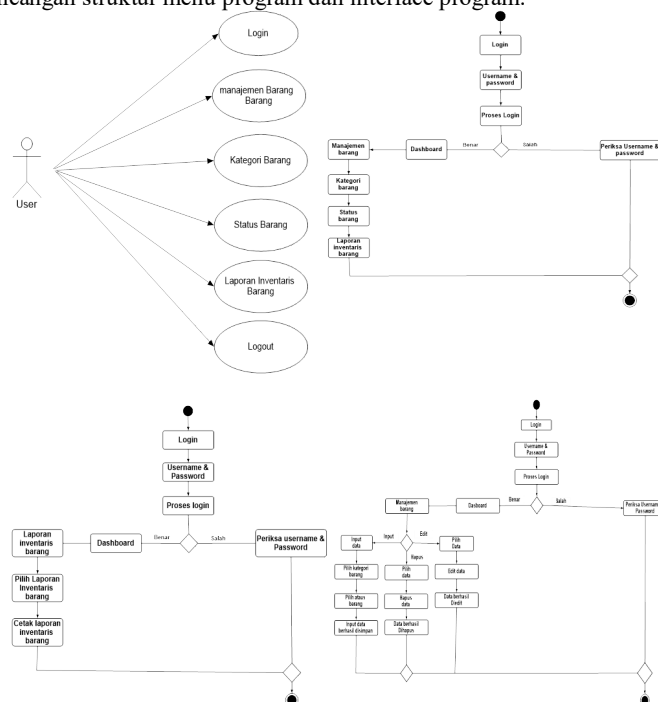 ncangan struktur menu program dan interface program.
User
Login
manajemen Barang
Barang
Kategori Barang
Status Barang
Laporan Inventaris
Barang
Logout
Login
Username &
password
Proses Login
Benar
Salah
Dashboard
Manajemen
barang
Kategori
barang
Status
barang
Laporan
inventaris
barang
Periksa Username &
password
Login
Username &
Password
Proses login
Benar
Salah
Dashboard
Laporan
inventaris
barang
Pilih Laporan
Inventaris
barang
Cetak laporan
inventaris
barang
Periksa username &
Password
Login
Username &
Password
Proses Login
Benar
Salah
Dashboard
Manajemen
barang
Periksa Username
Password
Input
Edit
Hapus
Input
data
Pilih kategori
barang
Pilih
barang
Input data
berhasil disimpan
Pilih
data
Hapus
data
Data berhasil
Dihapus
Pilih
Data
Edit data
Data berhasil
Diedit